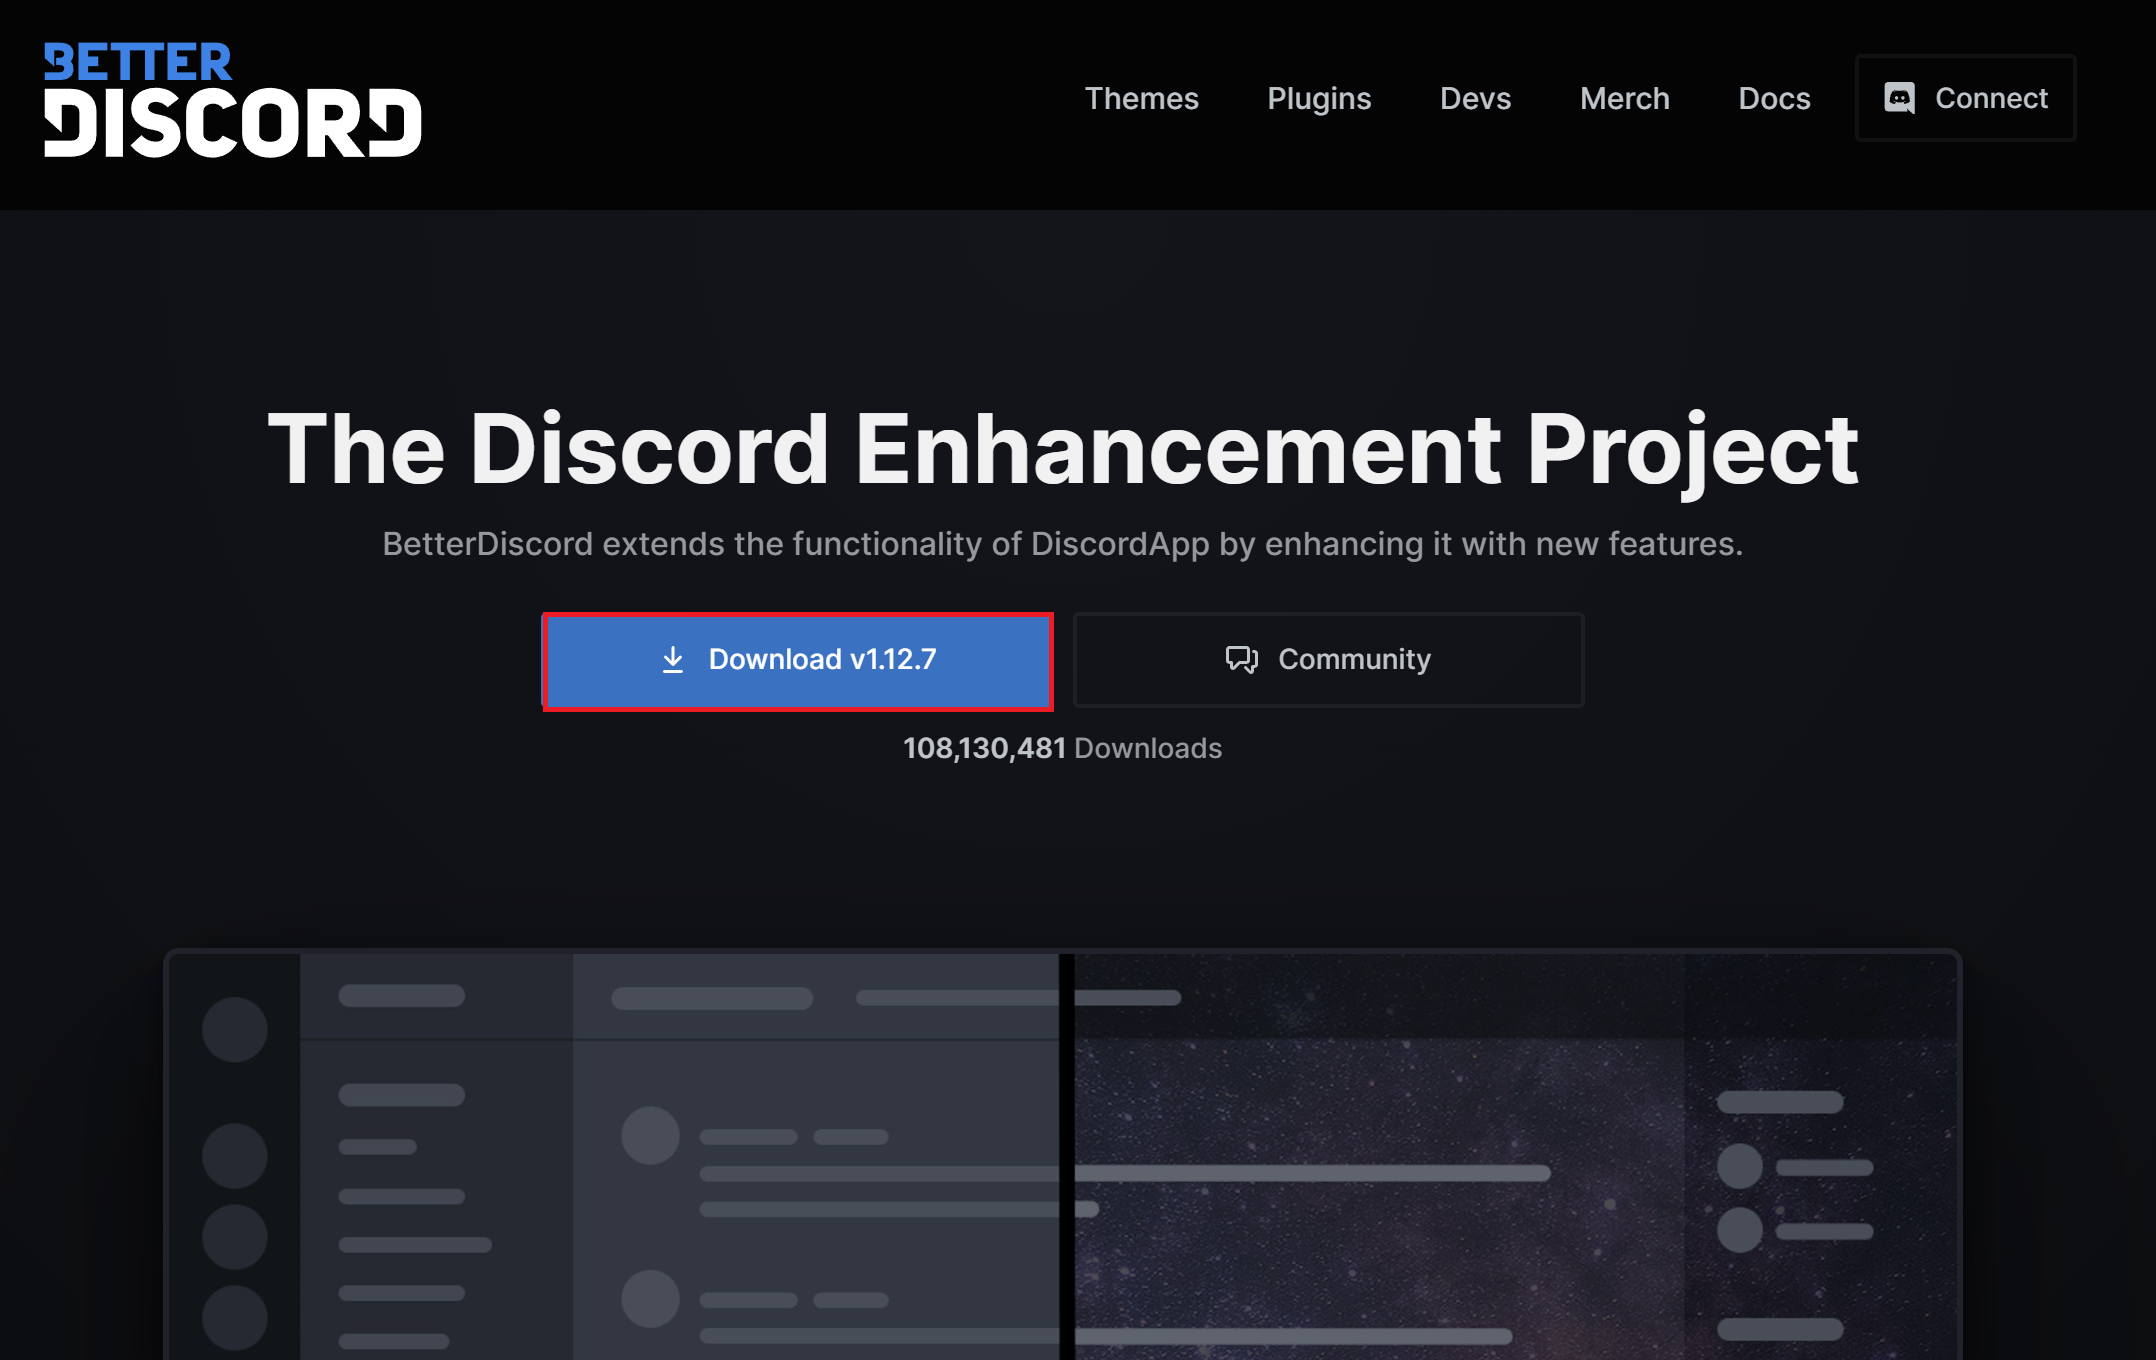 BETTER
DISCORD
Themes Plugins Devs Merch Docs Connect
The Discord Enhancement Project
BetterDiscord extends the functionality of DiscordApp by enhancing it with new features.
Download v1.12.7 Community
108,130,481 Downloads